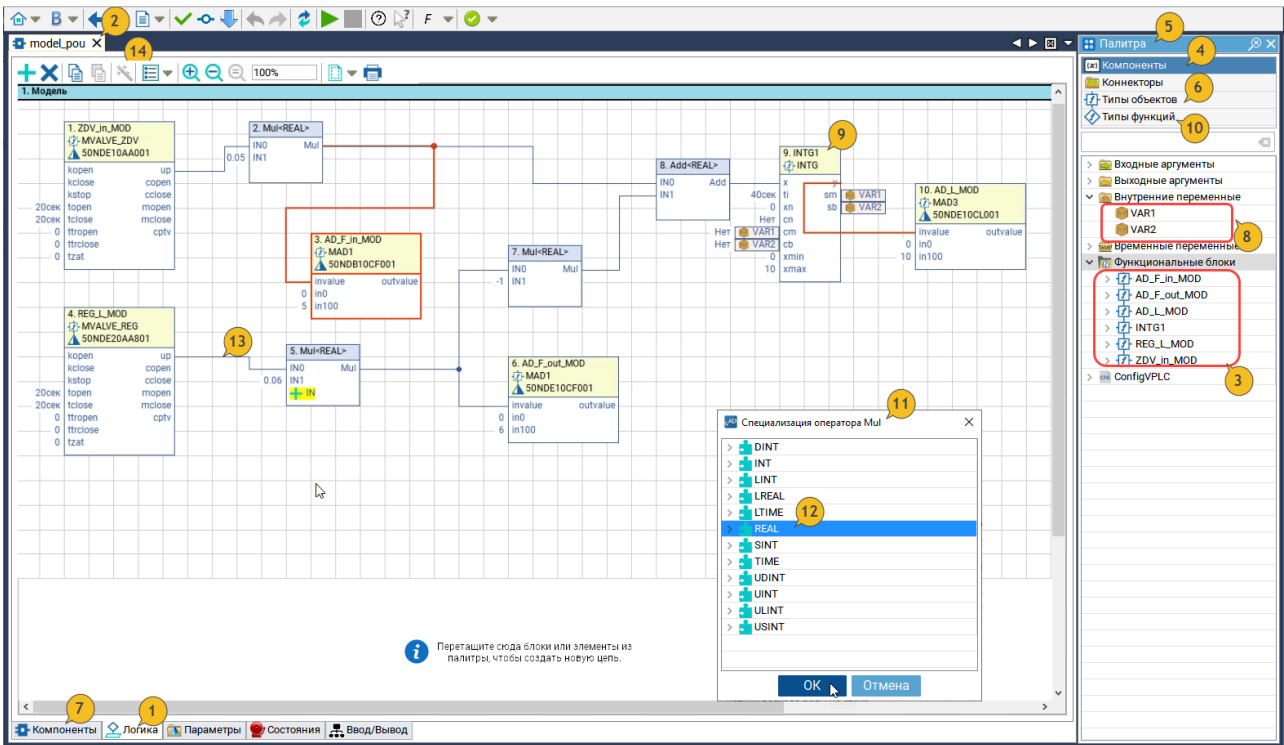 B F
2
model_pou
14
100%
1. Модель
1. ZDV_in_MOD
MVALVE_ZDV
50NDE10AA001
kopen up
kclose copen
kstop cclose
20сек topen mopen
20сек tclose mclose
0 ttropen cptv
0 ttrclose
0 tzat
2. Mul<REAL>
IN0 Mul
0.05 IN1
3. AD_F_in_MOD
MAD1
50NDB10CF001
invalue outvalue
0 in0
5 in100
4. REG_L_MOD
MVALVE_REG
50NDE20AA801
kopen up
kclose copen
kstop cclose
20сек topen mopen
20сек tclose mclose
0 ttropen cptv
0 ttrclose
0 tzat
13
5. Mul<REAL>
IN0 Mul
0.06 IN1
IN
6. AD_F_out_MOD
MAD1
50NDE10CF001
invalue outvalue
0 in0
6 in100
7. Mul<REAL>
IN0 Mul
-1 IN1
8. Add<REAL>
IN0 Add
IN1
9
9. INTG1
INTG
x y
40сек ti sm VAR1
0 xn sb VAR2
Нет cn
Нет VAR1 cm
Нет VAR2 cb
0 xmin
10 xmax
10. AD_L_MOD
MAD3
50NDE10CL001
invalue outvalue
0 in0
10 in100
11
Специализация оператора Mul
DINT
INT
LINT
LREAL
LTIME
12
REAL
SINT
TIME
UDINT
UINT
ULINT
USINT
OK Отмена
Перетащите сюда блоки или элементы из
палитры, чтобы создать новую цепь.
7
1
Компоненты Логика Параметры Состояния Ввод/Вывод
5
Палитра
4
Компоненты
Коннекторы
6
Типы объектов
Типы функций
10
Входные аргументы
Выходные аргументы
Внутренние переменные
VAR1
VAR2
8
Временные переменные
Функциональные блоки
AD_F_in_MOD
AD_F_out_MOD
AD_L_MOD
INTG1
REG_L_MOD
ZDV_in_MOD
3
ConfigVPLC